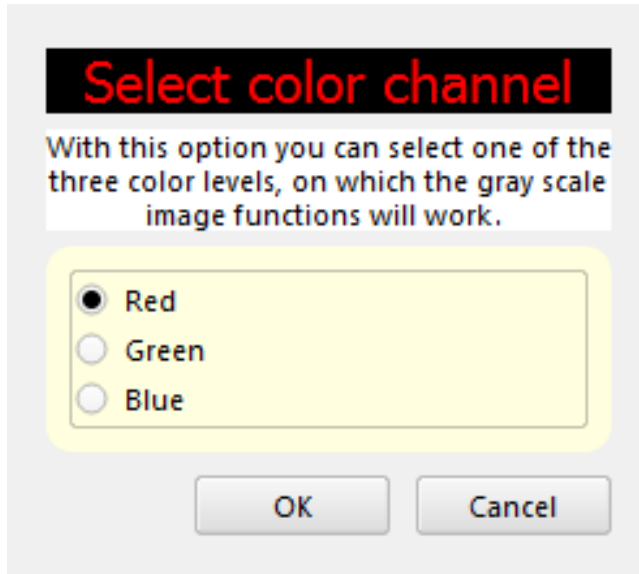 Select color channel
With this option you can select one of the
three color levels, on which the gray scale
image functions will work.
Red
Green
Blue
OK
Cancel